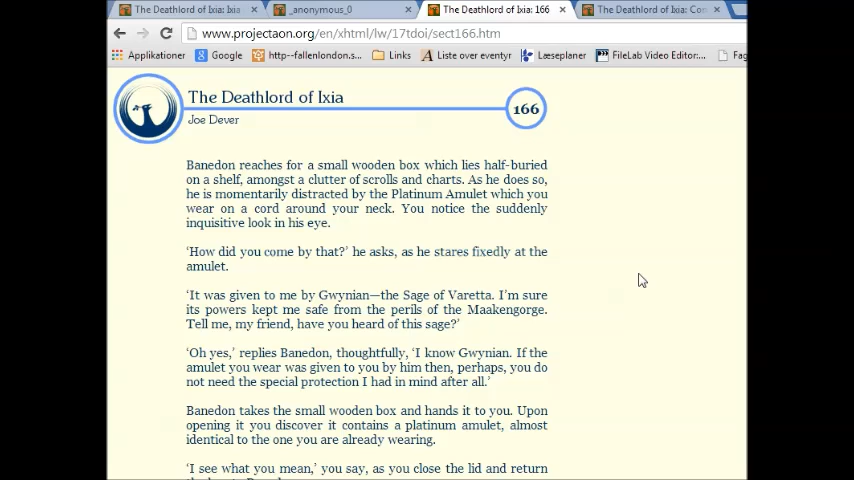 The Deathlord of Ixia: Ixia
_anonymous_0
The Deathlord of Ixia: 166
The Deathlord of Ixia: Con
www.projectaon.org/en/xhtml/lw/17tdoi/sect166.htm
Applikationer
Google
http--fallenlondon.s...
Links
Liste over eventyr
Læseplaner
FileLab Video Editor:...
Fag
The Deathlord of Ixia
166
Joe Dever
Banedon reaches for a small wooden box which lies half-buried
on a shelf, amongst a clutter of scrolls and charts. As he does so,
he is momentarily distracted by the Platinum Amulet which you
wear on a cord around your neck. You notice the suddenly
inquisitive look in his eye.
‘How did you come by that?’ he asks, as he stares fixedly at the
amulet.
‘It was given to me by Gwynian—the Sage of Varetta. I’m sure
its powers kept me safe from the perils of the Maakengorge.
Tell me, my friend, have you heard of this sage?’
‘Oh yes,’ replies Banedon, thoughtfully, ‘I know Gwynian. If the
amulet you wear was given to you by him then, perhaps, you do
not need the special protection I had in mind after all.’
Banedon takes the small wooden box and hands it to you. Upon
opening it you discover it contains a platinum amulet, almost
identical to the one you are already wearing.
‘I see what you mean,’ you say, as you close the lid and return